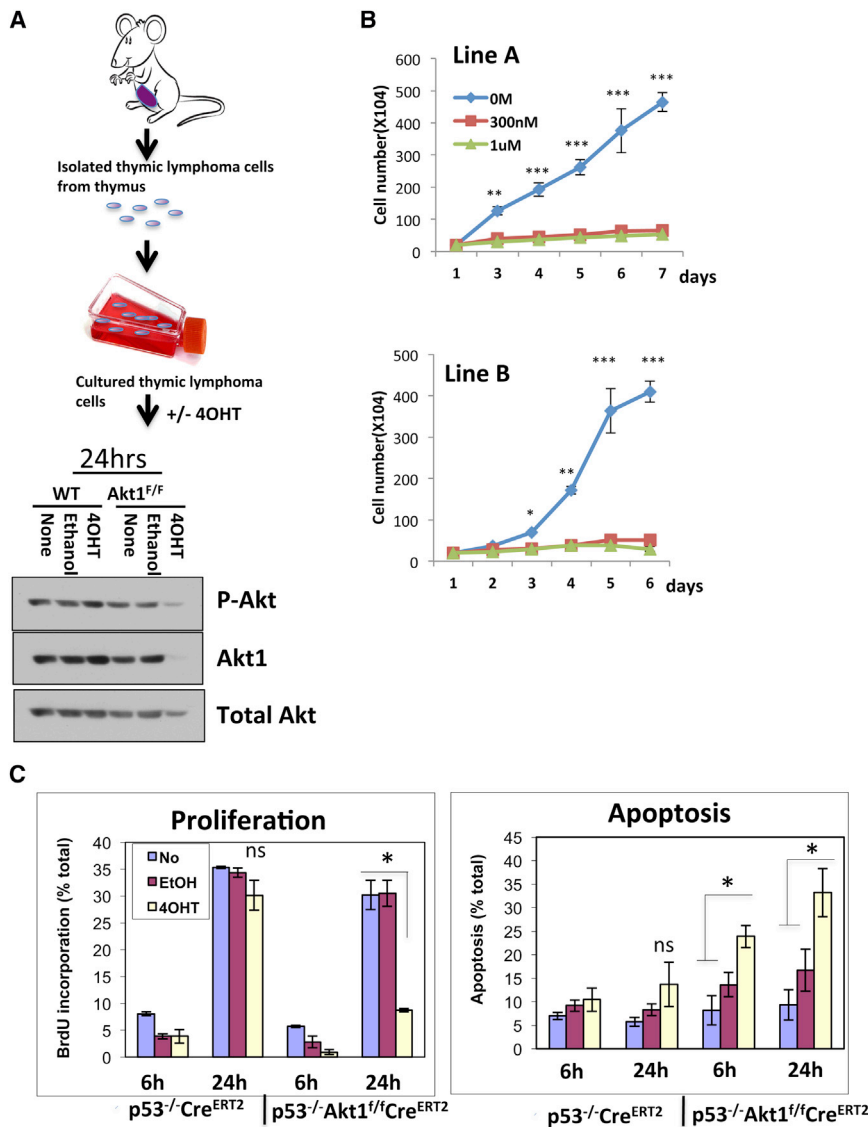 A
Isolated thymic lymphoma cells
from thymus
Cultured thymic lymphoma
cells
+/- 4OHT
24hrs
WT Akt1F/F
None
Ethanol
4OHT
None
Ethanol
4OHT
P-Akt
Akt1
Total Akt
B
Line A
0M
300nM
1uM
Cell number(X104)
600
500
400
300
200
100
0
** *** *** *** ***
1 3 4 5 6 7 days
Line B
Cell number(X104)
500
400
300
200
100
0
* ** *** ***
1 2 3 4 5 6 days
C
Proliferation
No
EtOH
4OHT
BrdU incorporation (% total)
40
35
30
25
20
15
10
5
0
ns *
6h 24h 6h 24h
p53-/-CreERT2 p53-/-Akt1f/fCreERT2
Apoptosis
Apoptosis (% total)
45
40
35
30
25
20
15
10
5
0
ns * *
6h 24h 6h 24h
p53-/-CreERT2 p53-/-Akt1f/fCreERT2